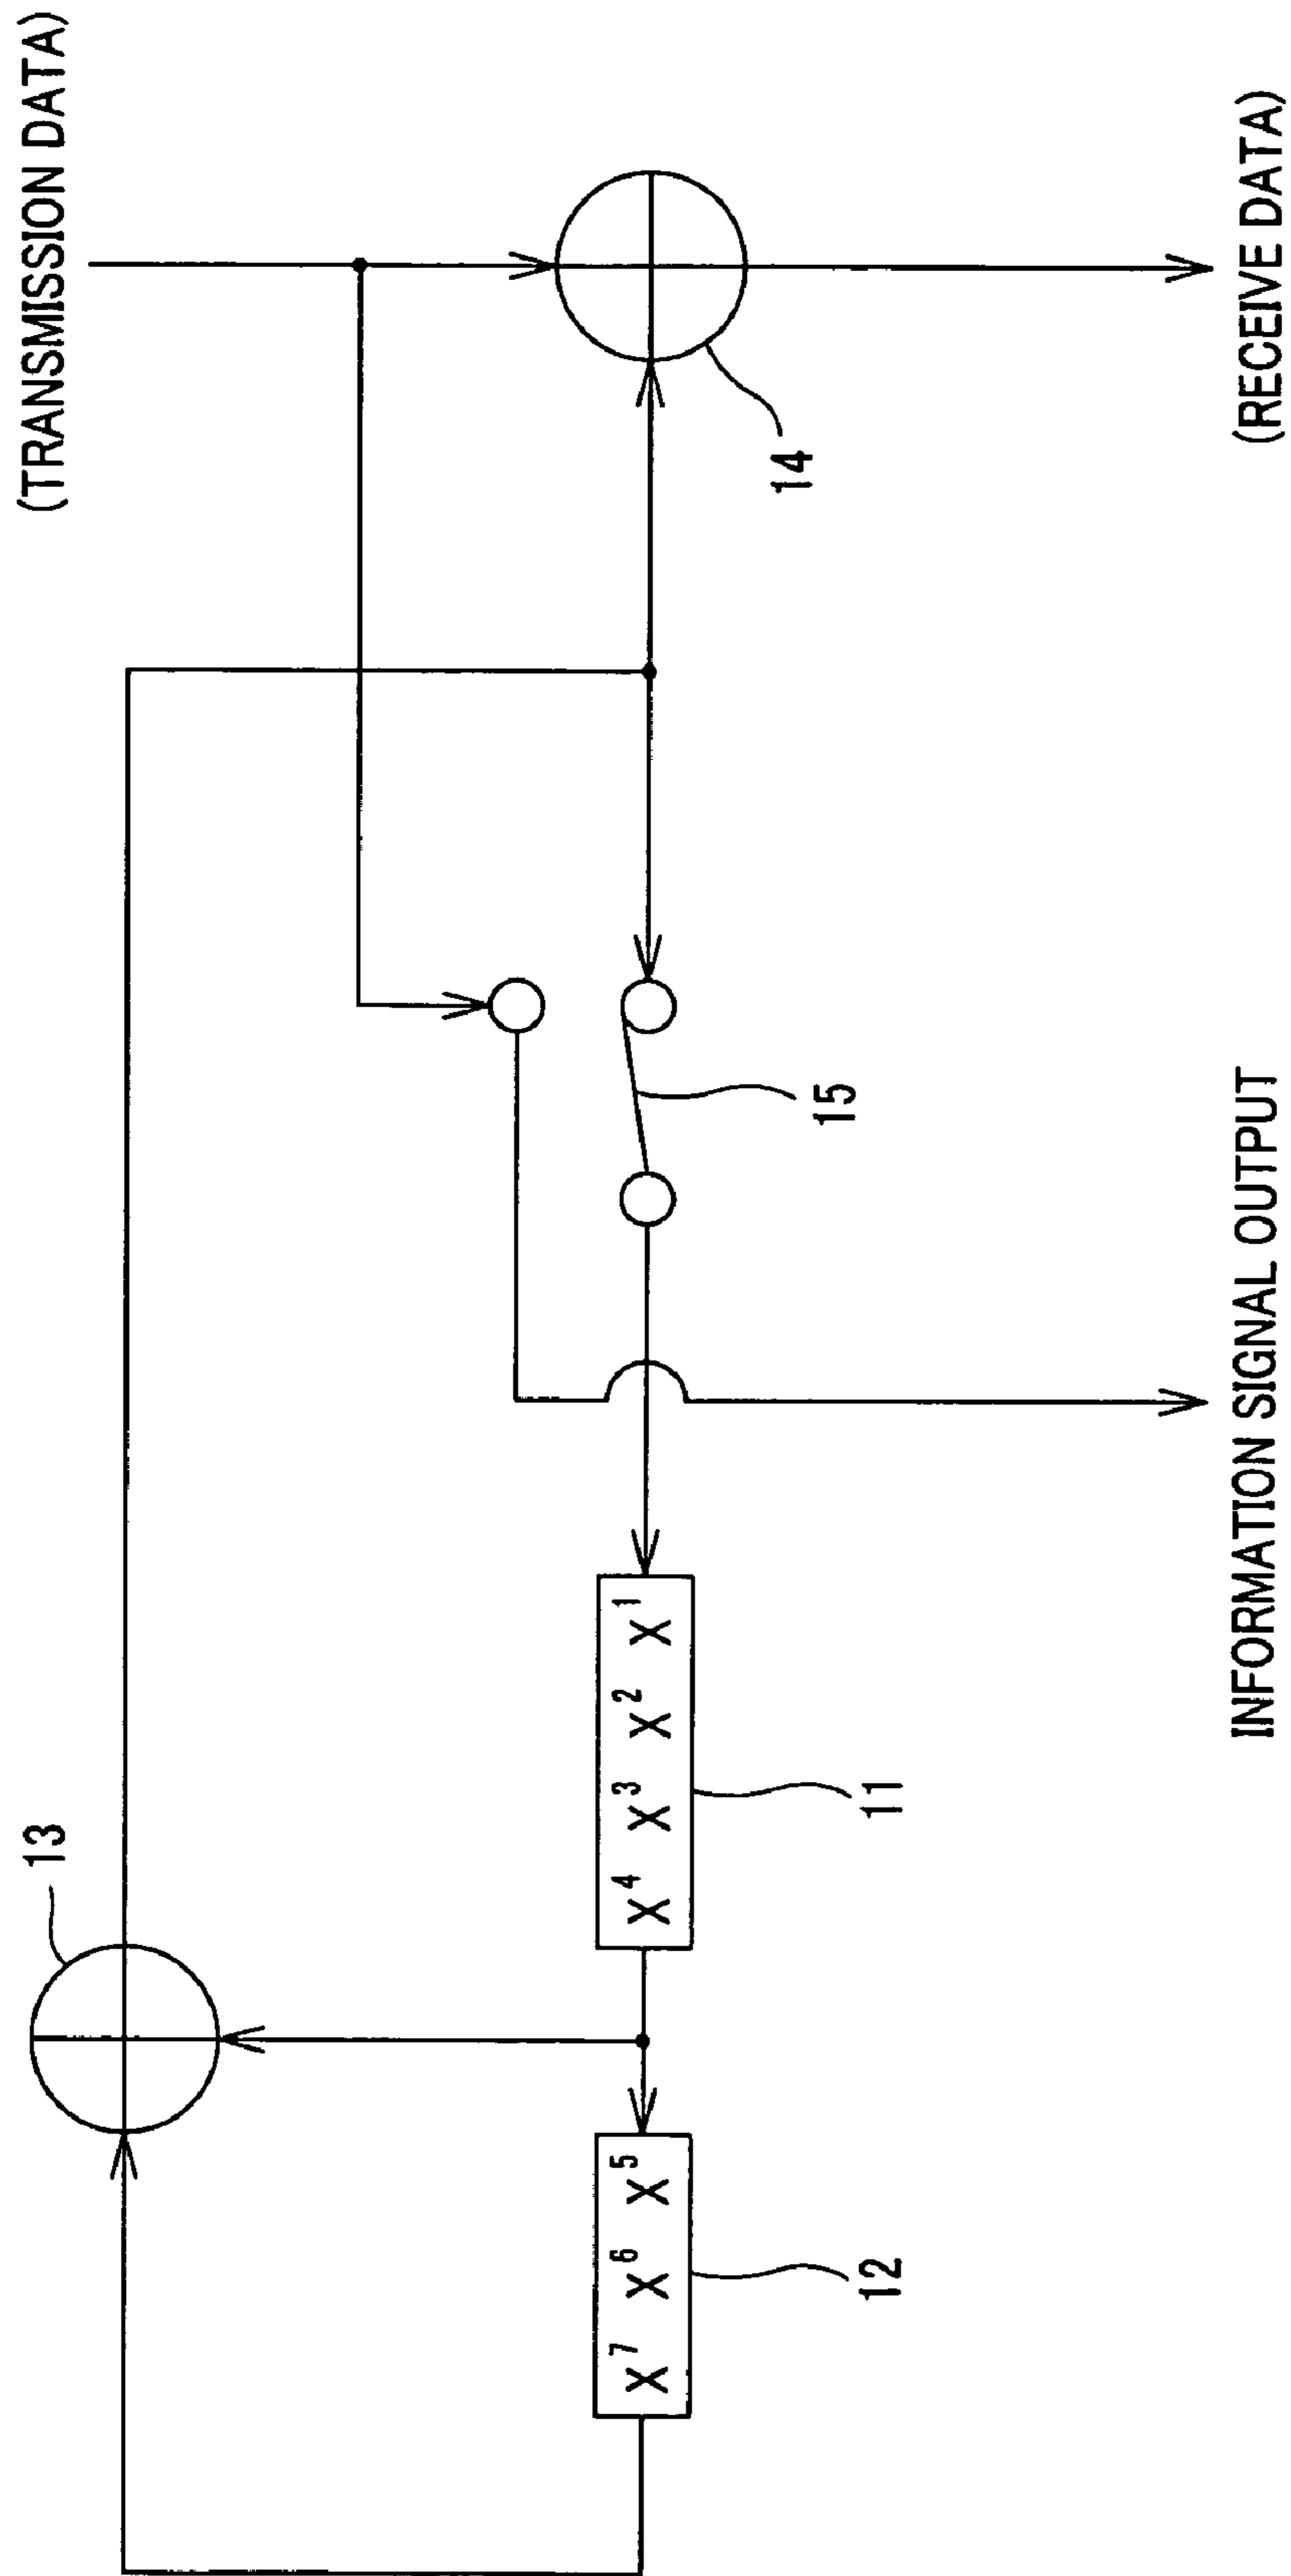 (TRANSMISSION DATA)
13
14
15
X⁷ X⁶ X⁵
X⁴ X³ X² X¹
12
11
INFORMATION SIGNAL OUTPUT
(RECEIVE DATA)